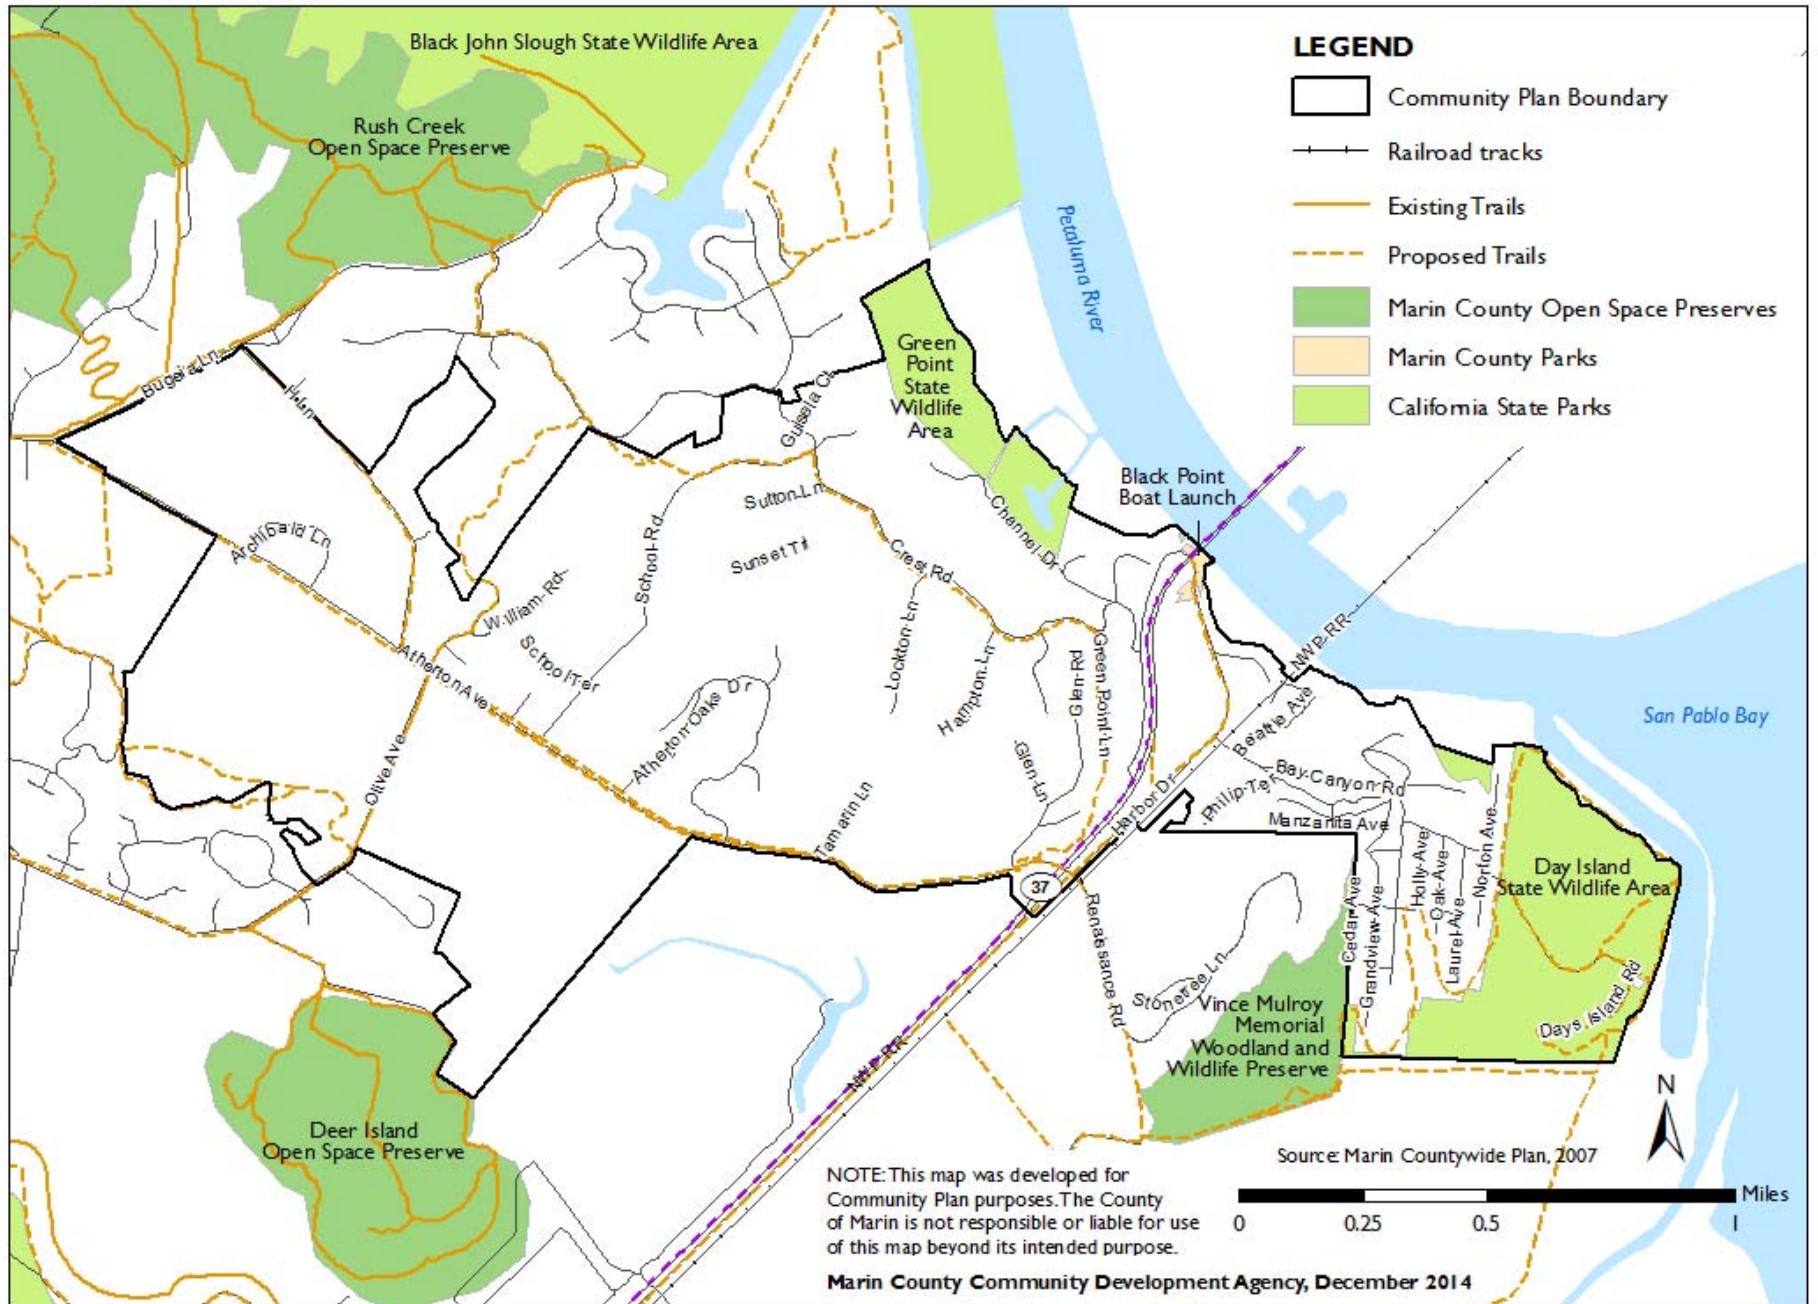 Black John Slough State Wildlife Area
Rush Creek
Open Space Preserve
Petaluma River
LEGEND
Community Plan Boundary
Railroad tracks
Existing Trails
Proposed Trails
Marin County Open Space Preserves
Marin County Parks
California State Parks
Green
Point
State
Wildlife
Area
Bugeia Ln
H Ln
Guisela Ct
Black Point
Boat Launch
Sutton Ln
Channel Dr
Archibald Ln
School Rd
Sunset Trl
Crest Rd
William Rd
School Ter
Lockton Ln
Hampton Ln
Glen Rd
Green Point Ln
NWP RR
Atherton Ave
Atherton Oaks Dr
Beattie Ave
San Pablo Bay
Olive Ave
Glen Ln
Harbor Dr
Philip Ter
Bay Canyon Rd
Manzanita Ave
Tamarin Ln
Cedar Ave
Grandview Ave
Holly Ave
Oak Ave
Laurel Ave
Norton Ave
Day Island
State Wildlife Area
37
Renaissance Rd
Stonetree Ln
Days Island Rd
Vince Mulroy
Memorial
Woodland and
Wildlife Preserve
NWP RR
Deer Island
Open Space Preserve
N
Source: Marin Countywide Plan, 2007
Miles
0 0.25 0.5 1
NOTE: This map was developed for
Community Plan purposes. The County
of Marin is not responsible or liable for use
of this map beyond its intended purpose.
Marin County Community Development Agency, December 2014